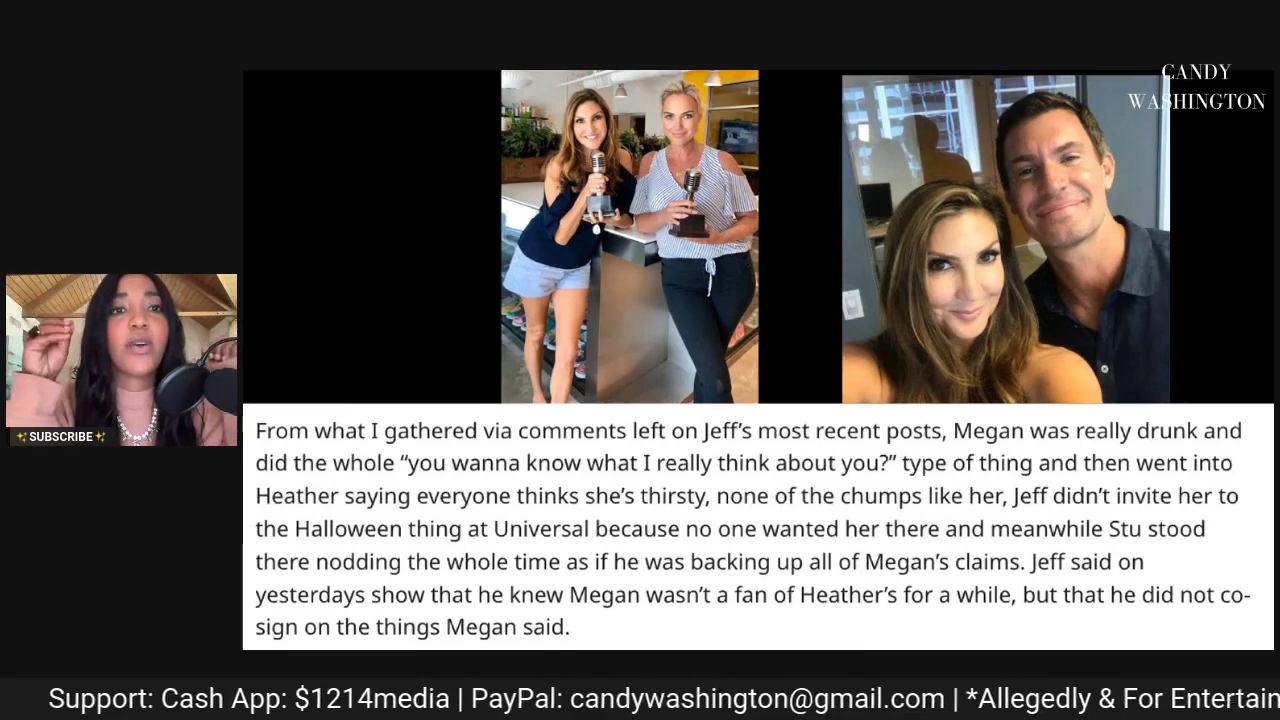 CANDY
WASHINGTON
✨ SUBSCRIBE ✨
From what I gathered via comments left on Jeff’s most recent posts, Megan was really drunk and
did the whole “you wanna know what I really think about you?” type of thing and then went into
Heather saying everyone thinks she’s thirsty, none of the chumps like her, Jeff didn’t invite her to
the Halloween thing at Universal because no one wanted her there and meanwhile Stu stood
there nodding the whole time as if he was backing up all of Megan’s claims. Jeff said on
yesterdays show that he knew Megan wasn’t a fan of Heather’s for a while, but that he did not co-
sign on the things Megan said.
Support: Cash App: $1214media | PayPal: candywashington@gmail.com | *Allegedly & For Entertain